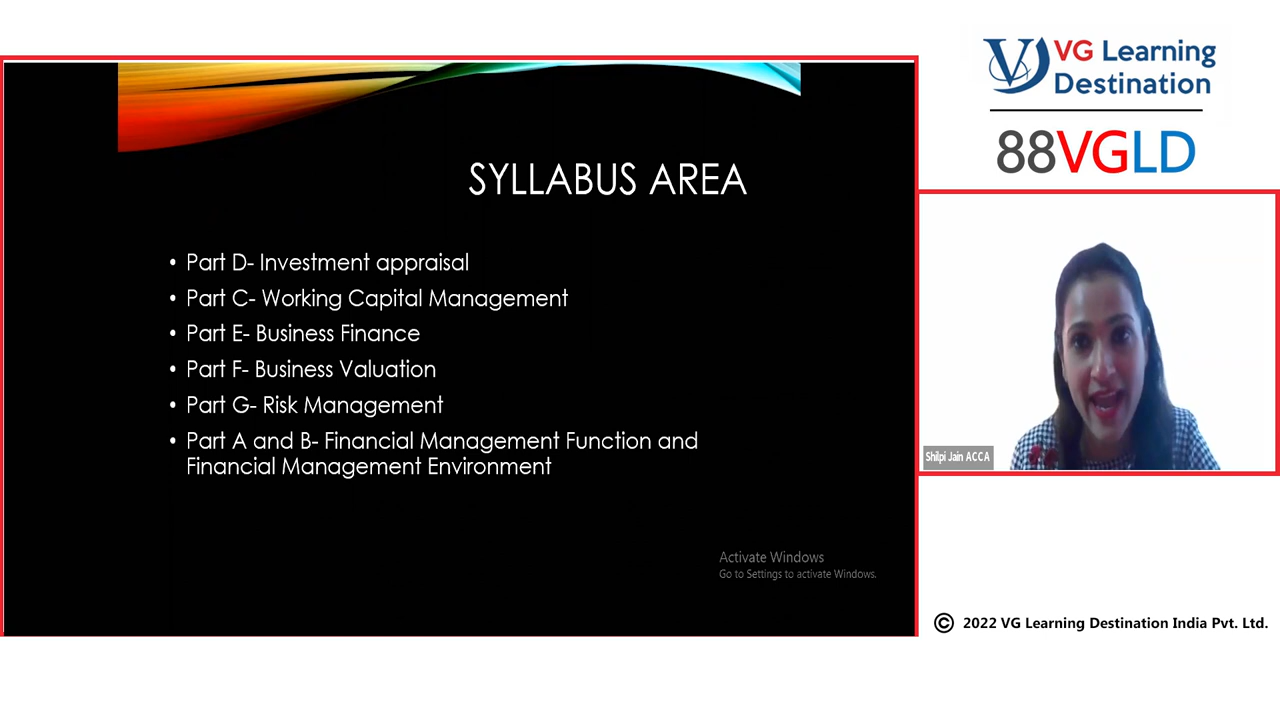 SYLLABUS AREA
• Part D- Investment appraisal
• Part C- Working Capital Management
• Part E- Business Finance
• Part F- Business Valuation
• Part G- Risk Management
• Part A and B- Financial Management Function and
Financial Management Environment
Activate Windows
Go to Settings to activate Windows.
VG Learning
Destination
88VGLD
Shilpi Jain ACCA
© 2022 VG Learning Destination India Pvt. Ltd.